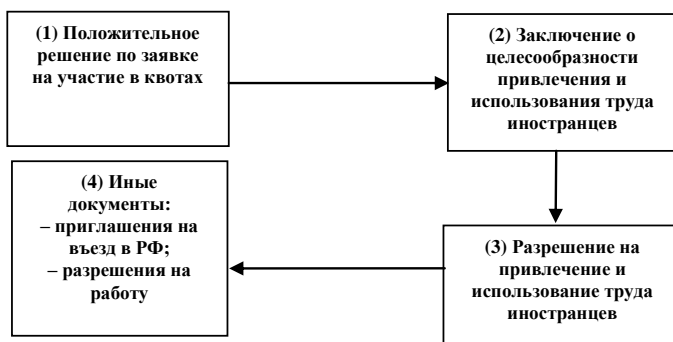 (1) Положительное
решение по заявке
на участие в квотах
(2) Заключение о
целесообразности
привлечения и
использования труда
иностранцев
(4) Иные
документы:
– приглашения на
въезд в РФ;
– разрешения на
работу
(3) Разрешение на
привлечение и
использование труда
иностранцев